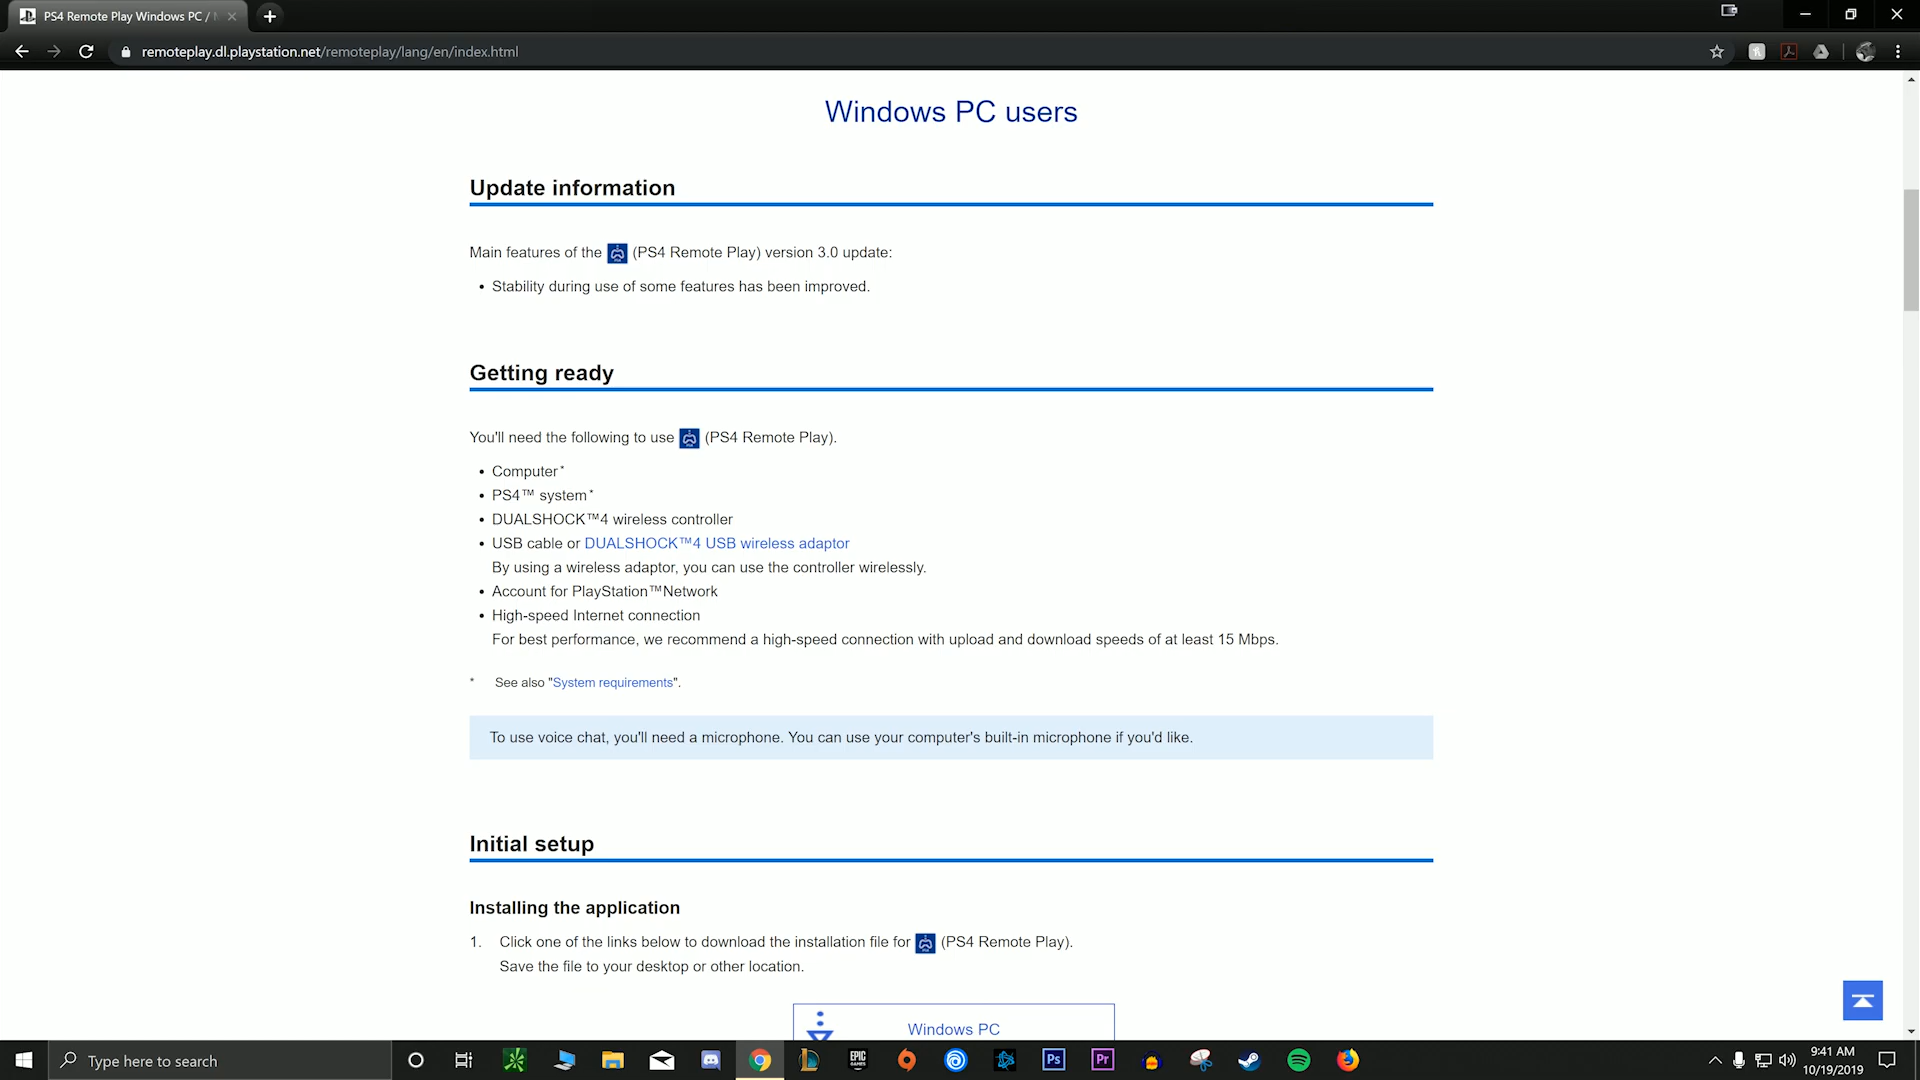 PS4 Remote Play Windows PC /
remoteplay.dl.playstation.net/remoteplay/lang/en/index.html
Windows PC users
Update information
Main features of the (PS4 Remote Play) version 3.0 update:
• Stability during use of some features has been improved.
Getting ready
You'll need the following to use (PS4 Remote Play).
• Computer*
• PS4™ system*
• DUALSHOCK™4 wireless controller
• USB cable or DUALSHOCK™4 USB wireless adaptor
By using a wireless adaptor, you can use the controller wirelessly.
• Account for PlayStation™Network
• High-speed Internet connection
For best performance, we recommend a high-speed connection with upload and download speeds of at least 15 Mbps.
* See also "System requirements".
To use voice chat, you'll need a microphone. You can use your computer's built-in microphone if you'd like.
Initial setup
Installing the application
1. Click one of the links below to download the installation file for (PS4 Remote Play).
Save the file to your desktop or other location.
Windows PC
Type here to search
EPIC
GAMES
Ps
Pr
9:41 AM
10/19/2019